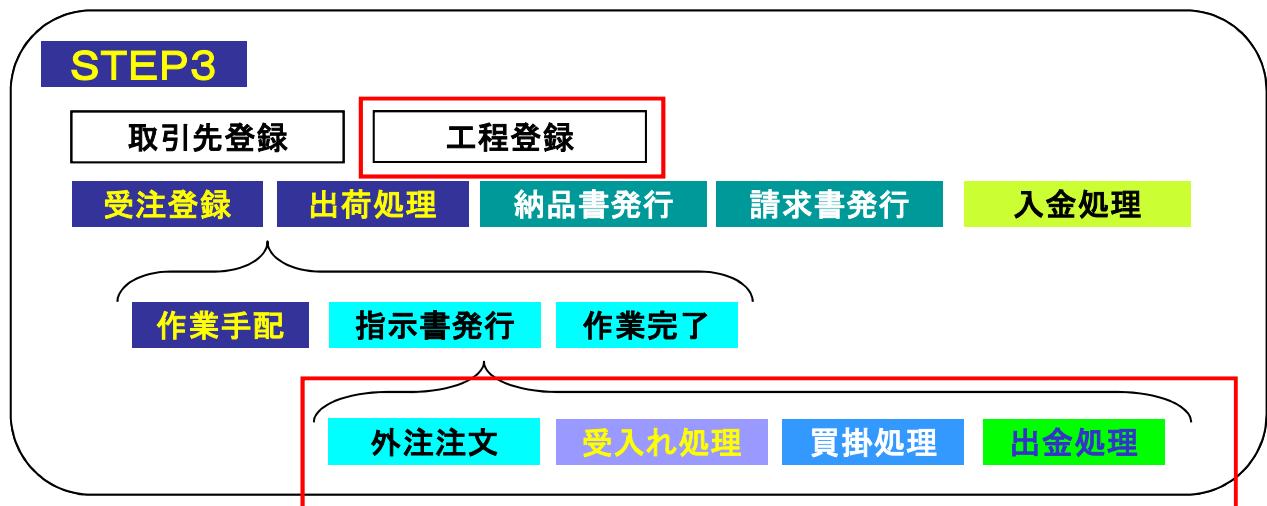 STEP3
取引先登録 工程登録
受注登録 出荷処理 納品書発行 請求書発行 入金処理
作業手配 指示書発行 作業完了
外注注文 受入れ処理 買掛処理 出金処理